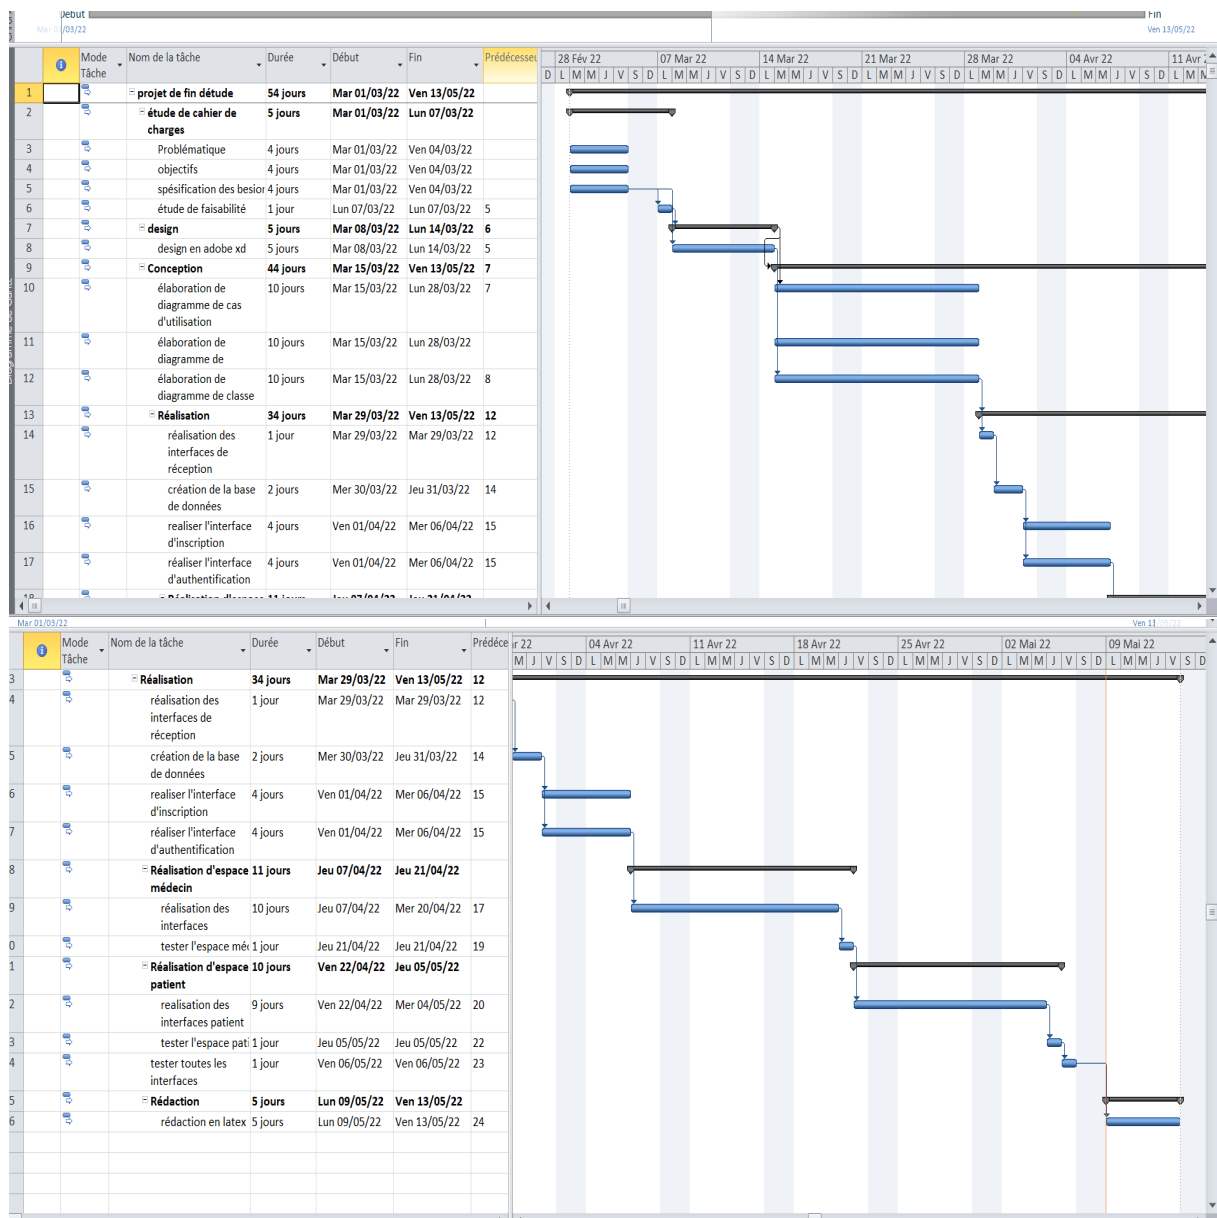 Début Fin
Mar 01/03/22 Ven 13/05/22
Mode Tâche Nom de la tâche Durée Début Fin Prédécesseu 28 Fév 22 07 Mar 22 14 Mar 22 21 Mar 22 28 Mar 22 04 Avr 22 11 Avr
D L M M J V S D L M M J V S D L M M J V S D L M M J V S D L M M J V S D L M M J V S D L M
1 projet de fin détude 54 jours Mar 01/03/22 Ven 13/05/22
2 étude de cahier de charges 5 jours Mar 01/03/22 Lun 07/03/22
3 Problématique 4 jours Mar 01/03/22 Ven 04/03/22
4 objectifs 4 jours Mar 01/03/22 Ven 04/03/22
5 spésification des besior 4 jours Mar 01/03/22 Ven 04/03/22
6 étude de faisabilité 1 jour Lun 07/03/22 Lun 07/03/22 5
7 design 5 jours Mar 08/03/22 Lun 14/03/22 6
8 design en adobe xd 5 jours Mar 08/03/22 Lun 14/03/22 5
9 Conception 44 jours Mar 15/03/22 Ven 13/05/22 7
10 élaboration de diagramme de cas d'utilisation 10 jours Mar 15/03/22 Lun 28/03/22 7
11 élaboration de diagramme de 10 jours Mar 15/03/22 Lun 28/03/22
12 élaboration de diagramme de classe 10 jours Mar 15/03/22 Lun 28/03/22 8
13 Réalisation 34 jours Mar 29/03/22 Ven 13/05/22 12
14 réalisation des interfaces de réception 1 jour Mar 29/03/22 Mar 29/03/22 12
15 création de la base de données 2 jours Mer 30/03/22 Jeu 31/03/22 14
16 realiser l'interface d'inscription 4 jours Ven 01/04/22 Mer 06/04/22 15
17 réaliser l'interface d'authentification 4 jours Ven 01/04/22 Mer 06/04/22 15
Mar 01/03/22 Ven 13/05/22
Mode Tâche Nom de la tâche Durée Début Fin Prédéce r 22 04 Avr 22 11 Avr 22 18 Avr 22 25 Avr 22 02 Mai 22 09 Mai 22
M J V S D L M M J V S D L M M J V S D L M M J V S D L M M J V S D L M M J V S D L M M J V S D
3 Réalisation 34 jours Mar 29/03/22 Ven 13/05/22 12
4 réalisation des interfaces de réception 1 jour Mar 29/03/22 Mar 29/03/22 12
5 création de la base de données 2 jours Mer 30/03/22 Jeu 31/03/22 14
6 realiser l'interface d'inscription 4 jours Ven 01/04/22 Mer 06/04/22 15
7 réaliser l'interface d'authentification 4 jours Ven 01/04/22 Mer 06/04/22 15
8 Réalisation d'espace médecin 11 jours Jeu 07/04/22 Jeu 21/04/22
9 réalisation des interfaces 10 jours Jeu 07/04/22 Mer 20/04/22 17
0 tester l'espace méd 1 jour Jeu 21/04/22 Jeu 21/04/22 19
1 Réalisation d'espace patient 10 jours Ven 22/04/22 Jeu 05/05/22
2 realisation des interfaces patient 9 jours Ven 22/04/22 Mer 04/05/22 20
3 tester l'espace pati 1 jour Jeu 05/05/22 Jeu 05/05/22 22
4 tester toutes les interfaces 1 jour Ven 06/05/22 Ven 06/05/22 23
5 Rédaction 5 jours Lun 09/05/22 Ven 13/05/22
6 rédaction en latex 5 jours Lun 09/05/22 Ven 13/05/22 24